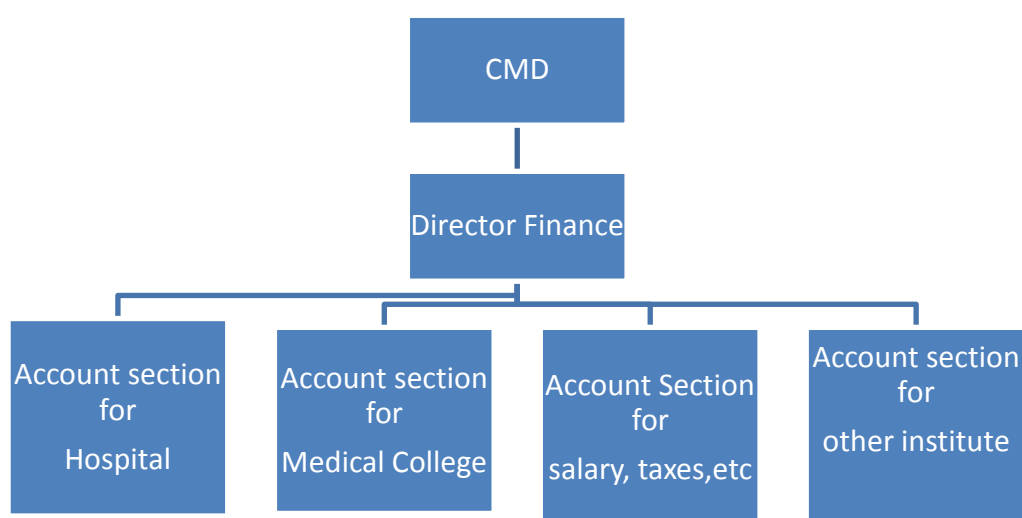 CMD
Director Finance
Account section
for
Hospital
Account section
for
Medical College
Account Section
for
salary, taxes,etc
Account section
for
other institute